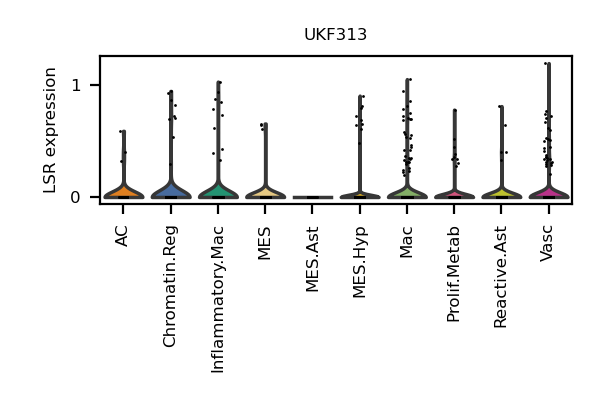 UKF313
LSR expression
1
0
AC
Chromatin.Reg
Inflammatory.Mac
MES
MES.Ast
MES.Hyp
Mac
Prolif.Metab
Reactive.Ast
Vasc